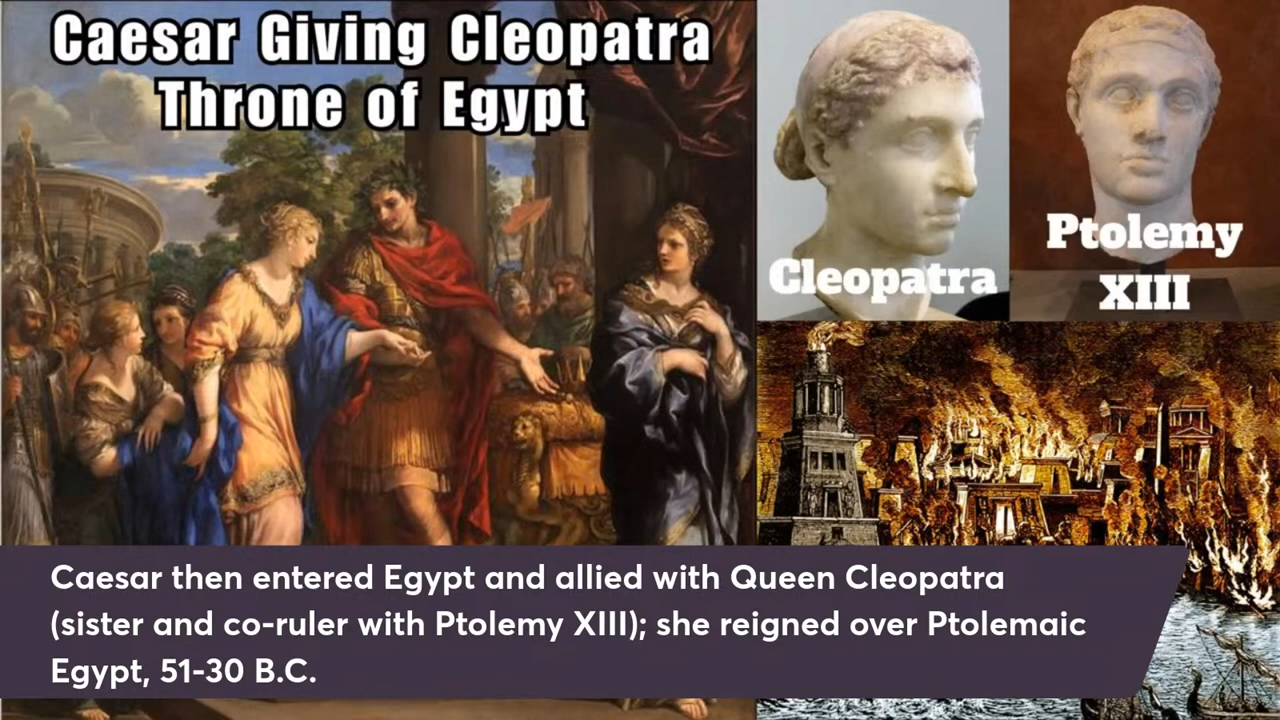 Caesar Giving Cleopatra
Throne of Egypt
Cleopatra
Ptolemy
XIII
Caesar then entered Egypt and allied with Queen Cleopatra
(sister and co-ruler with Ptolemy XIII); she reigned over Ptolemaic
Egypt, 51-30 B.C.